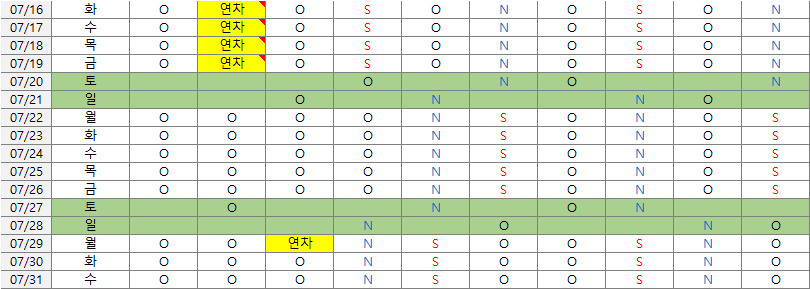 07/16 화 O 연차 O S O N O S O N
07/17 수 O 연차 O S O N O S O N
07/18 목 O 연차 O S O N O S O N
07/19 금 O 연차 O S O N O S O N
07/20 토 O N O N
07/21 일 O N N O
07/22 월 O O O O N S O N O S
07/23 화 O O O O N S O N O S
07/24 수 O O O O N S O N O S
07/25 목 O O O O N S O N O S
07/26 금 O O O O N S O N O S
07/27 토 O N O N
07/28 일 N O N O
07/29 월 O O 연차 N S O O S N O
07/30 화 O O O N S O O S N O
07/31 수 O O O N S O O S N O